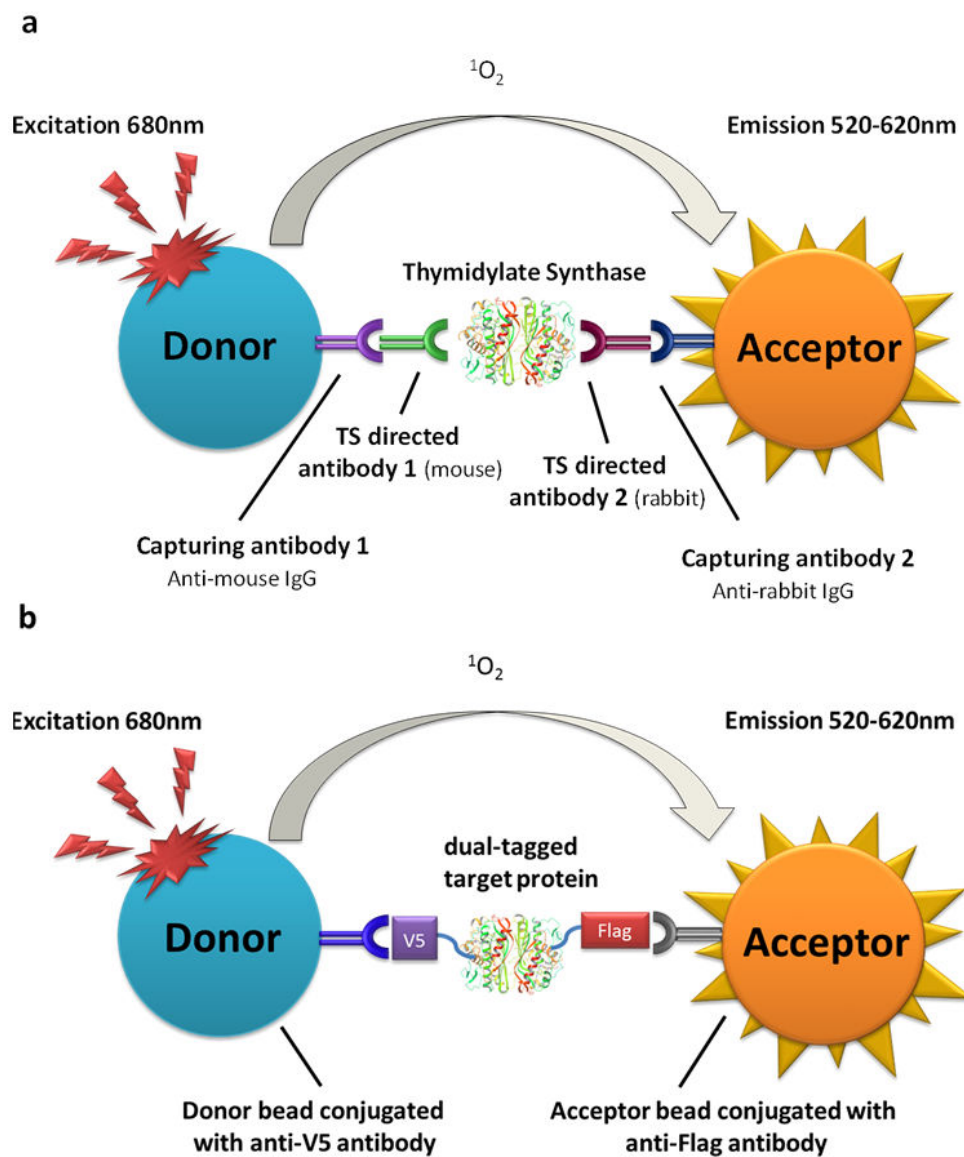 a
¹O₂
Excitation 680nm
Emission 520-620nm
Thymidylate Synthase
Donor
Acceptor
TS directed
antibody 1 (mouse)
TS directed
antibody 2 (rabbit)
Capturing antibody 1
Anti-mouse IgG
Capturing antibody 2
Anti-rabbit IgG
b
¹O₂
Excitation 680nm
Emission 520-620nm
dual-tagged
target protein
Donor
V5
Flag
Acceptor
Donor bead conjugated
with anti-V5 antibody
Acceptor bead conjugated with
anti-Flag antibody